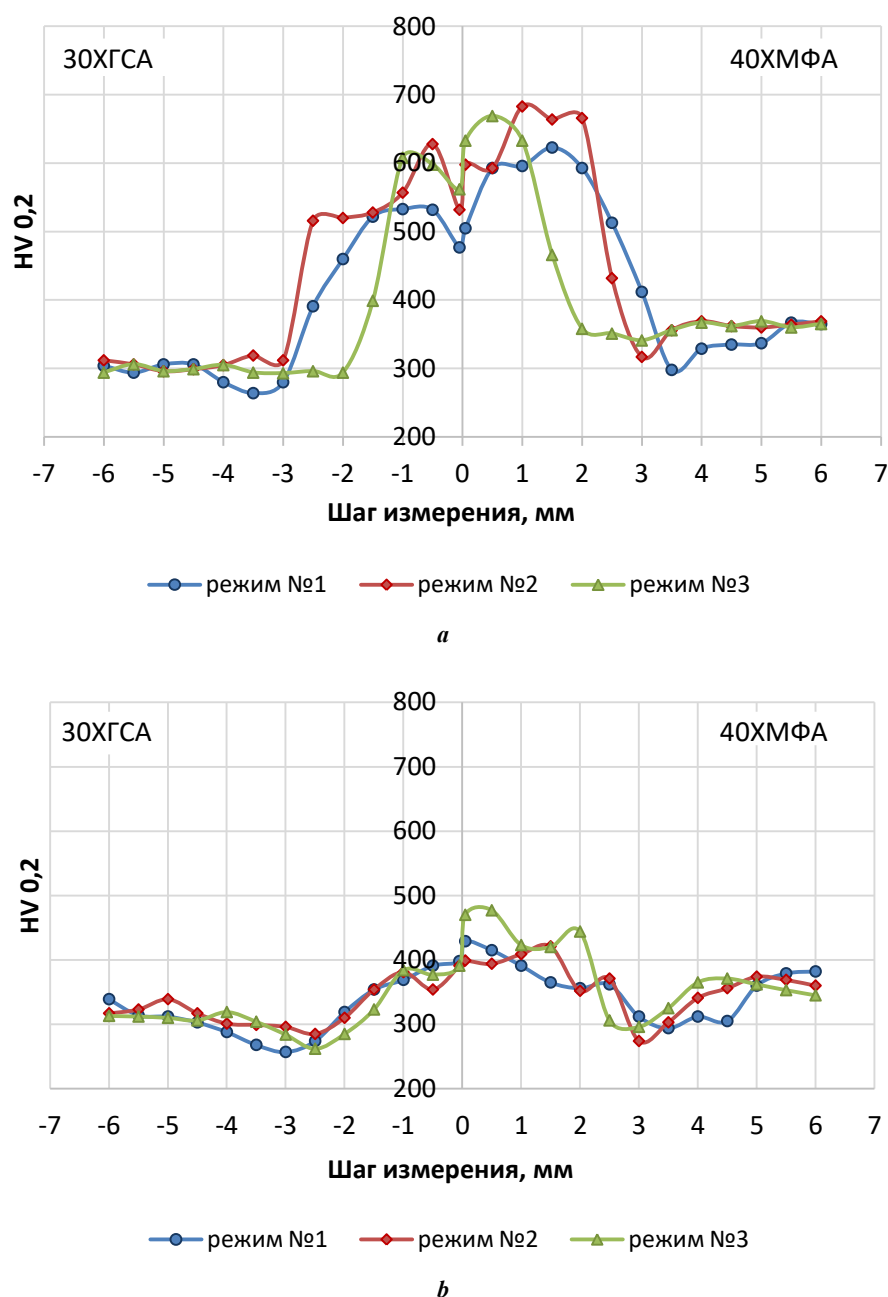 800
30ХГСА
40ХМФА
700
600
500
400
300
200
HV 0,2
-7 -6 -5 -4 -3 -2 -1 0 1 2 3 4 5 6 7
Шаг измерения, мм
режим №1 режим №2 режим №3
a
800
30ХГСА
40ХМФА
700
600
500
400
300
200
HV 0,2
-7 -6 -5 -4 -3 -2 -1 0 1 2 3 4 5 6 7
Шаг измерения, мм
режим №1 режим №2 режим №3
b